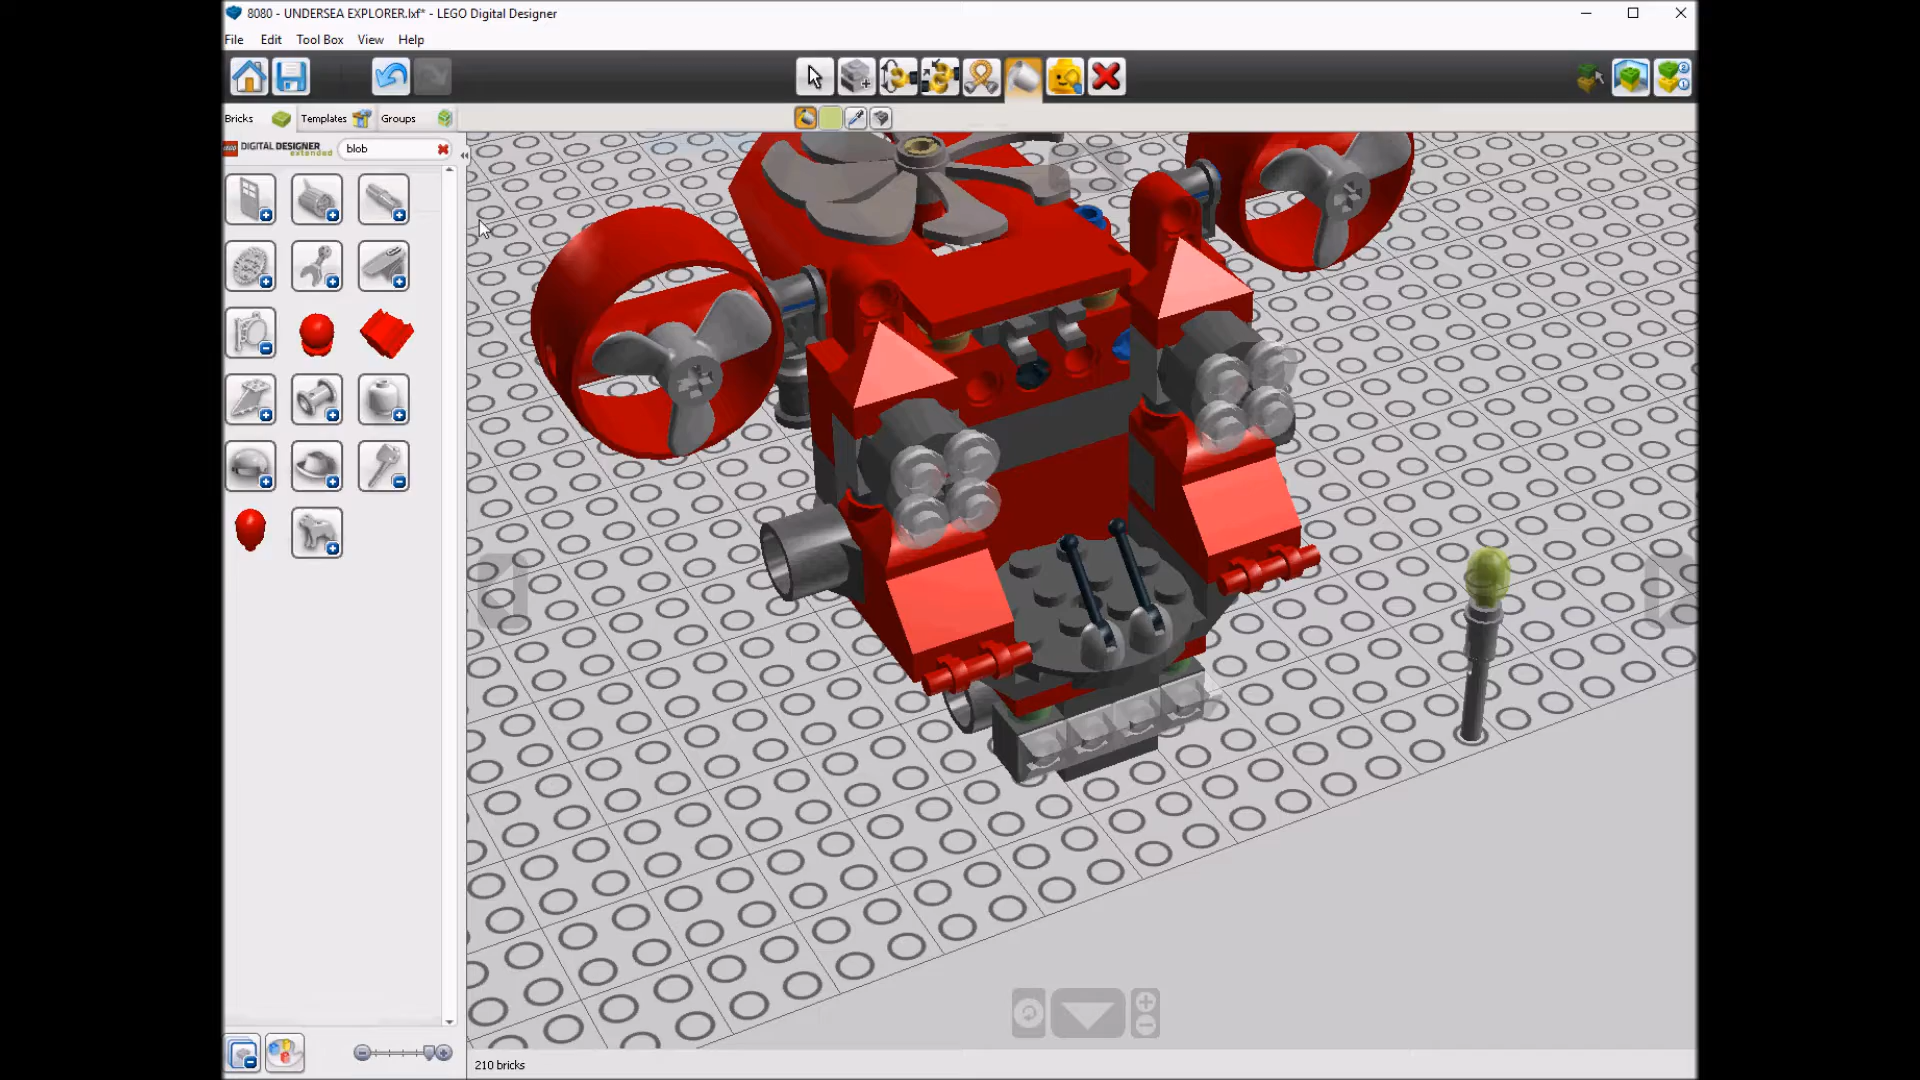 8080 - UNDERSEA EXPLORER.lxf* - LEGO Digital Designer
File Edit Tool Box View Help
Bricks Templates Groups
LEGO DIGITAL DESIGNER extended blob
210 bricks